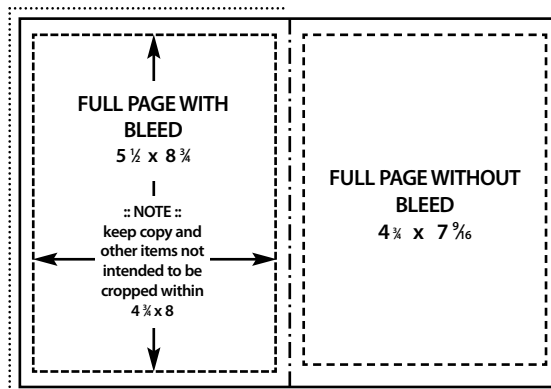 FULL PAGE WITH
BLEED
5 ½ x 8 ¾
:: NOTE ::
keep copy and
other items not
intended to be
cropped within
4 ¾ x 8
FULL PAGE WITHOUT
BLEED
4 ¾ x 7 9⁄16